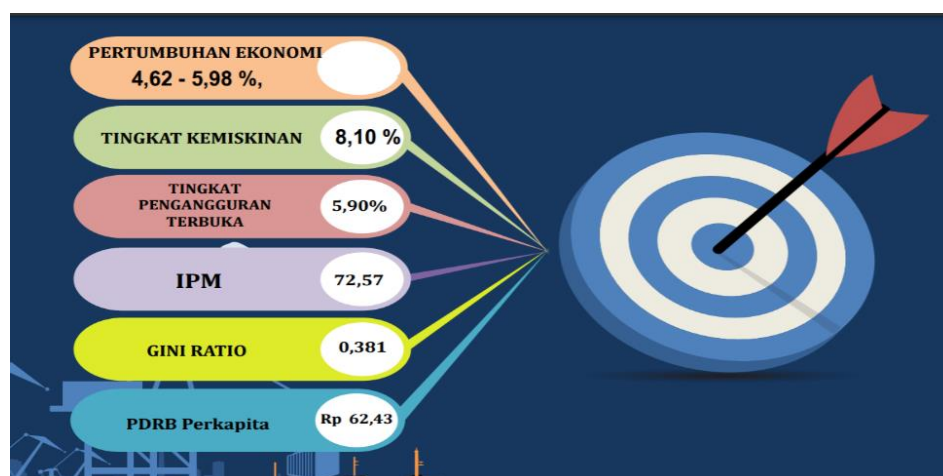 PERTUMBUHAN EKONOMI
4,62 - 5,98 %,
TINGKAT KEMISKINAN
8,10 %
TINGKAT
PENGANGGURAN
TERBUKA
5,90%
IPM
72,57
GINI RATIO
0,381
PDRB Perkapita
Rp 62,43